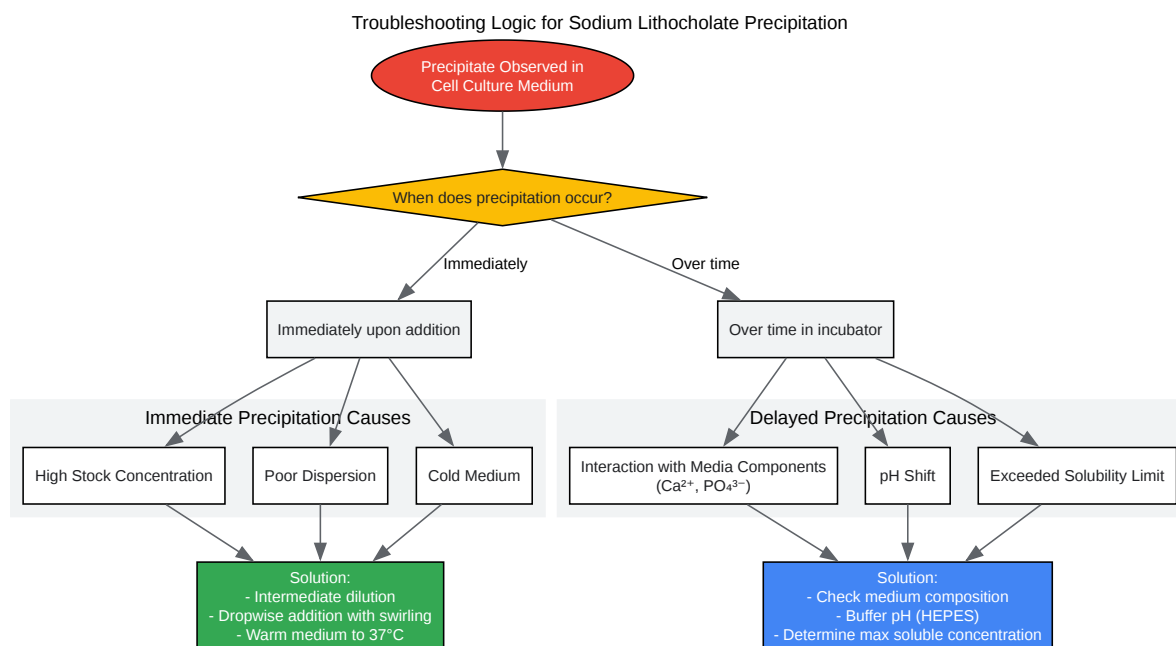 Troubleshooting Logic for Sodium Lithocholate Precipitation
Precipitate Observed in
Cell Culture Medium
When does precipitation occur?
Immediately
Over time
Immediately upon addition
Over time in incubator
Immediate Precipitation Causes
High Stock Concentration
Poor Dispersion
Cold Medium
Delayed Precipitation Causes
Interaction with Media Components
(Ca²⁺, PO₄³⁻)
pH Shift
Exceeded Solubility Limit
Solution:
- Intermediate dilution
- Dropwise addition with swirling
- Warm medium to 37°C
Solution:
- Check medium composition
- Buffer pH (HEPES)
- Determine max soluble concentration